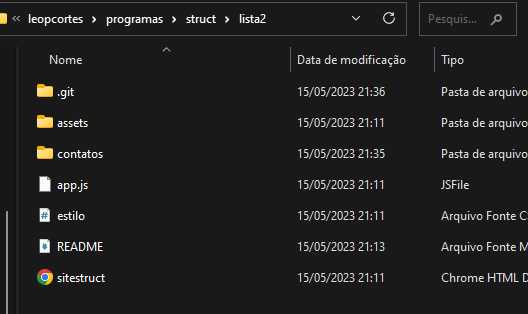 « leopcortes › programas › struct › lista2 Pesquis...
Nome Data de modificação Tipo
.git 15/05/2023 21:36 Pasta de arquivo
assets 15/05/2023 21:11 Pasta de arquivo
contatos 15/05/2023 21:35 Pasta de arquivo
app.js 15/05/2023 21:11 JSFile
estilo 15/05/2023 21:11 Arquivo Fonte C
README 15/05/2023 21:13 Arquivo Fonte M
sitestruct 15/05/2023 21:11 Chrome HTML D